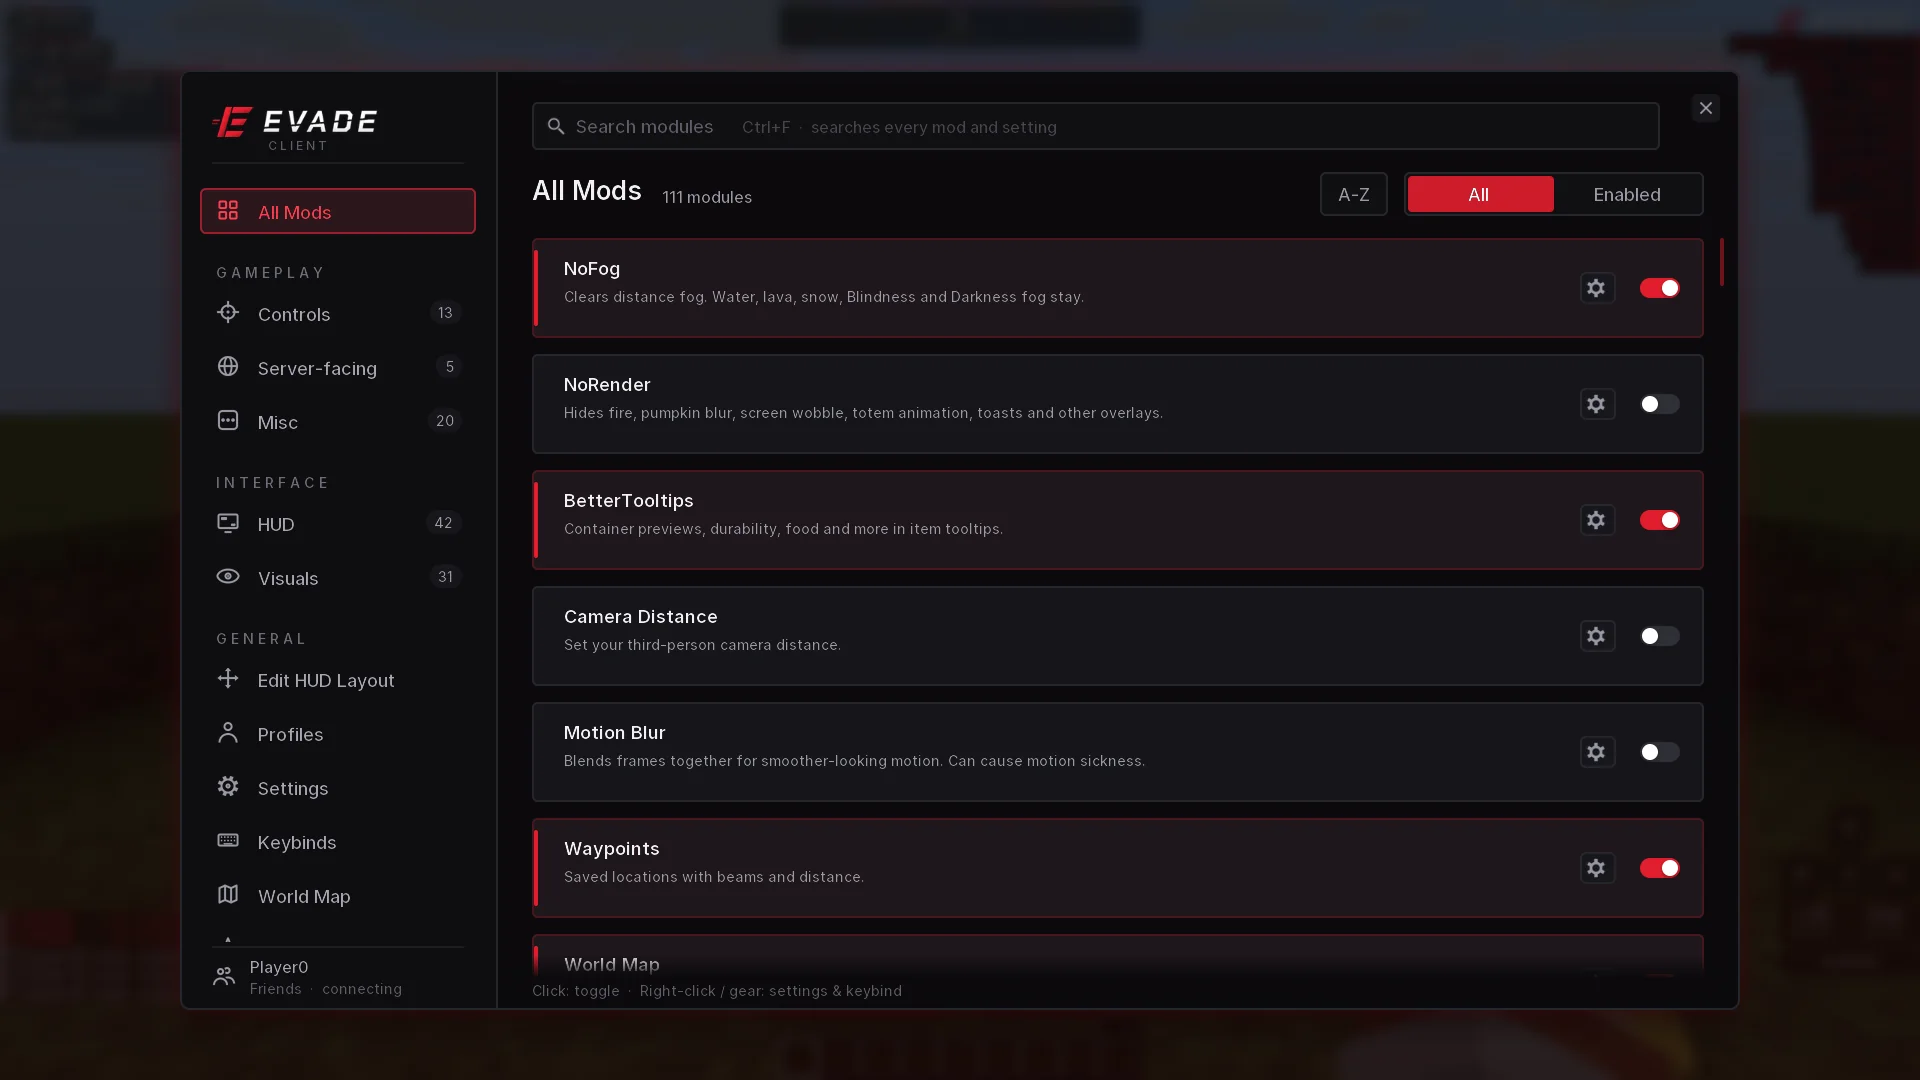 EVADE
CLIENT
All Mods
GAMEPLAY
Controls 13
Server-facing 5
Misc 20
INTERFACE
HUD 42
Visuals 31
GENERAL
Edit HUD Layout
Profiles
Settings
Keybinds
World Map
Player0
Friends · connecting
Search modules Ctrl+F · searches every mod and setting
All Mods 111 modules
A-Z All Enabled
NoFog
Clears distance fog. Water, lava, snow, Blindness and Darkness fog stay.
NoRender
Hides fire, pumpkin blur, screen wobble, totem animation, toasts and other overlays.
BetterTooltips
Container previews, durability, food and more in item tooltips.
Camera Distance
Set your third-person camera distance.
Motion Blur
Blends frames together for smoother-looking motion. Can cause motion sickness.
Waypoints
Saved locations with beams and distance.
World Map
Click: toggle · Right-click / gear: settings & keybind